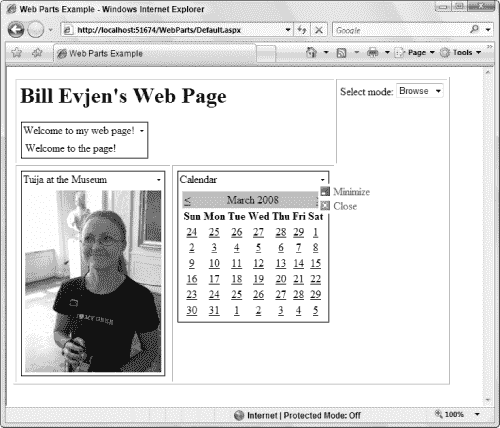 Web Parts Example - Windows Internet Explorer
http://localhost:51674/WebParts/Default.aspx
Google
Web Parts Example
Page
Tools
Bill Evjen's Web Page
Select mode: Browse
Welcome to my web page!
Welcome to the page!
Tuija at the Museum
Calendar
Minimize
Close
< March 2008
Sun Mon Tue Wed Thu Fri Sat
24 25 26 27 28 29 1
2 3 4 5 6 7 8
9 10 11 12 13 14 15
16 17 18 19 20 21 22
23 24 25 26 27 28 29
30 31 1 2 3 4 5
Internet | Protected Mode: Off
100%